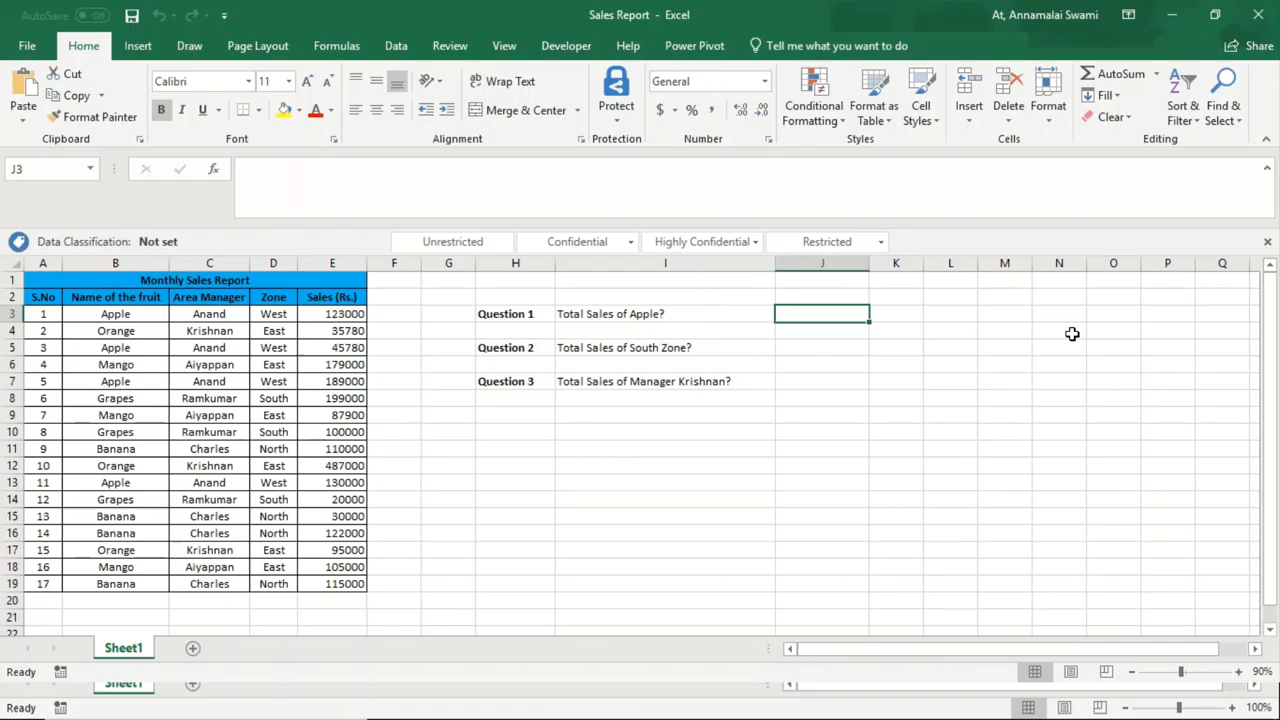 AutoSave Off Sales Report - Excel At, Annamalai Swami
File Home Insert Draw Page Layout Formulas Data Review View Developer Help Power Pivot Tell me what you want to do Share
Paste Cut Copy Format Painter
Calibri 11 Wrap Text General
B I U A Merge & Center $ % ,
Protect Conditional Formatting Format as Table Cell Styles Insert Delete Format AutoSum Fill Clear Sort & Filter Find & Select
Clipboard Font Alignment Protection Number Styles Cells Editing
J3 fx
Data Classification: Not set Unrestricted Confidential Highly Confidential Restricted
A B C D E F G H I J K L M N O P Q
1 Monthly Sales Report
2 S.No Name of the fruit Area Manager Zone Sales (Rs.)
3 1 Apple Anand West 123000 Question 1 Total Sales of Apple?
4 2 Orange Krishnan East 35780
5 3 Apple Anand West 45780 Question 2 Total Sales of South Zone?
6 4 Mango Aiyappan East 179000
7 5 Apple Anand West 189000 Question 3 Total Sales of Manager Krishnan?
8 6 Grapes Ramkumar South 199000
9 7 Mango Aiyappan East 87900
10 8 Grapes Ramkumar South 100000
11 9 Banana Charles North 110000
12 10 Orange Krishnan East 487000
13 11 Apple Anand West 130000
14 12 Grapes Ramkumar South 20000
15 13 Banana Charles North 30000
16 14 Banana Charles North 122000
17 15 Orange Krishnan East 95000
18 16 Mango Aiyappan East 105000
19 17 Banana Charles North 115000
20
21
22
Sheet1
Ready 90%
Sheet1
Ready 100%